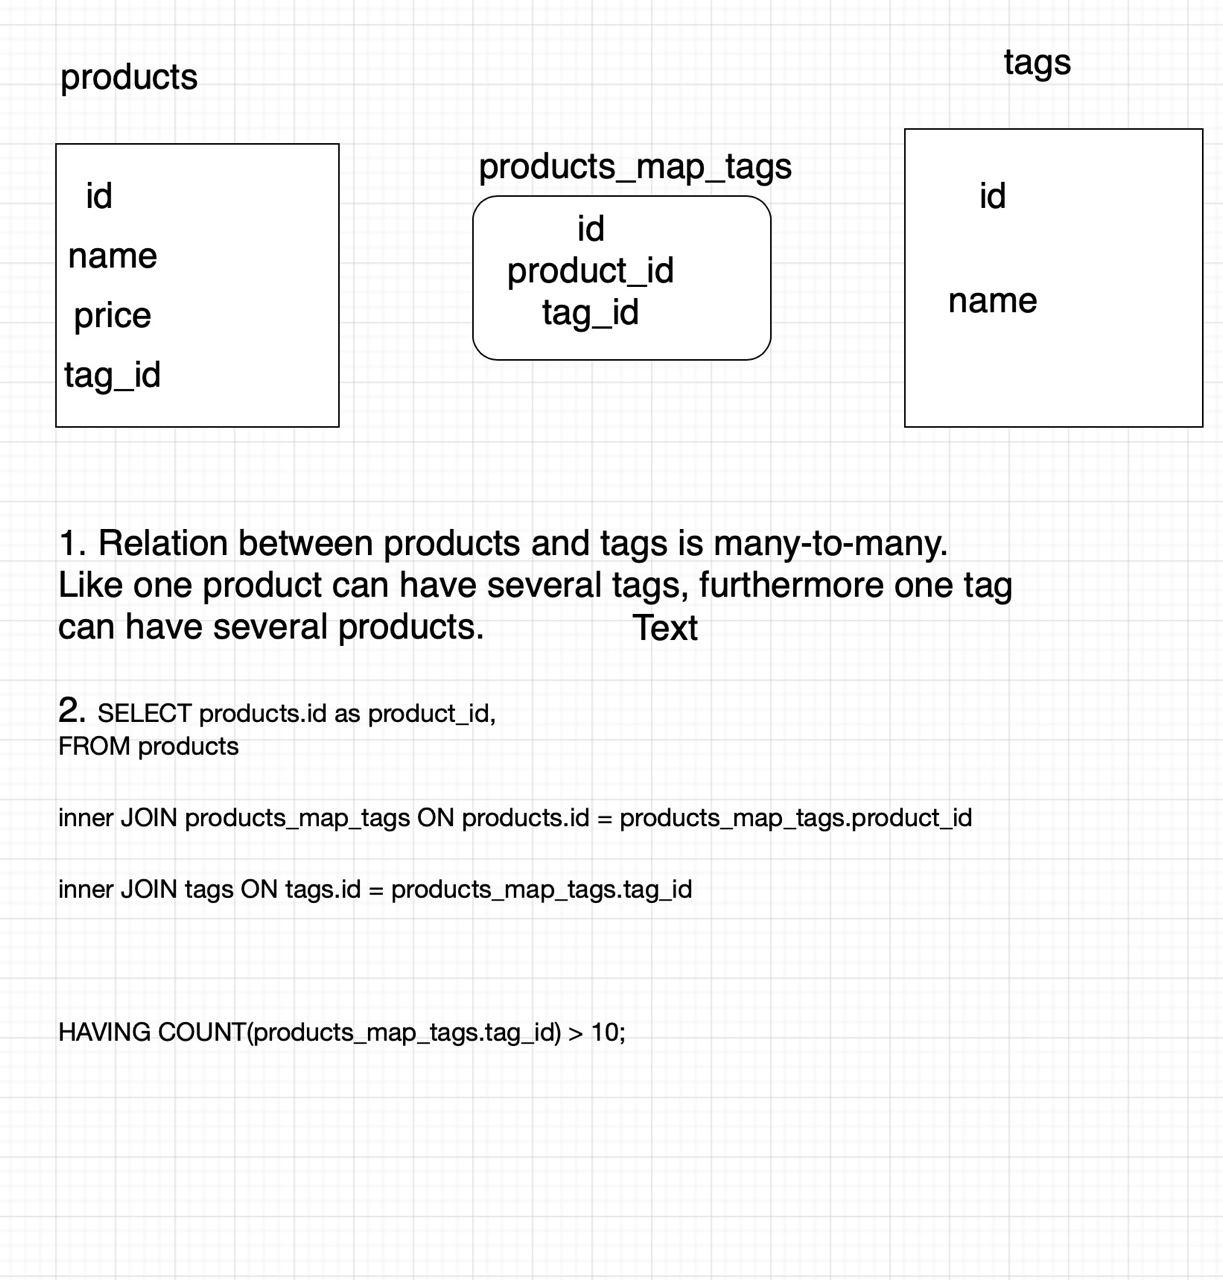 products
id
name
price
tag_id
products_map_tags
id
product_id
tag_id
tags
id
name
1. Relation between products and tags is many-to-many.
Like one product can have several tags, furthermore one tag
can have several products.
Text
2. SELECT products.id as product_id,
FROM products
inner JOIN products_map_tags ON products.id = products_map_tags.product_id
inner JOIN tags ON tags.id = products_map_tags.tag_id
HAVING COUNT(products_map_tags.tag_id) > 10;